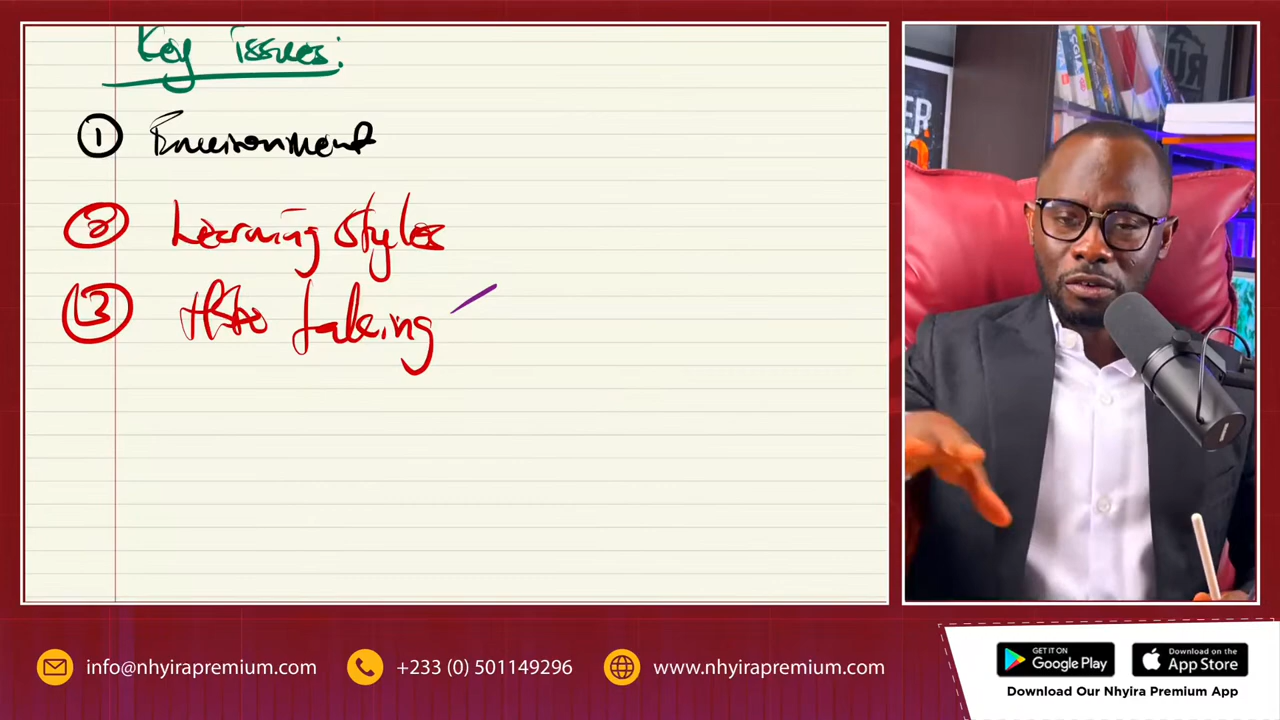 Key issues:
1 Environment
2 Learning Styles
3 taking
info@nhyirapremium.com
+233 (0) 501149296
www.nhyirapremium.com
GET IT ON
Google Play
Download on the
App Store
Download Our Nhyira Premium App